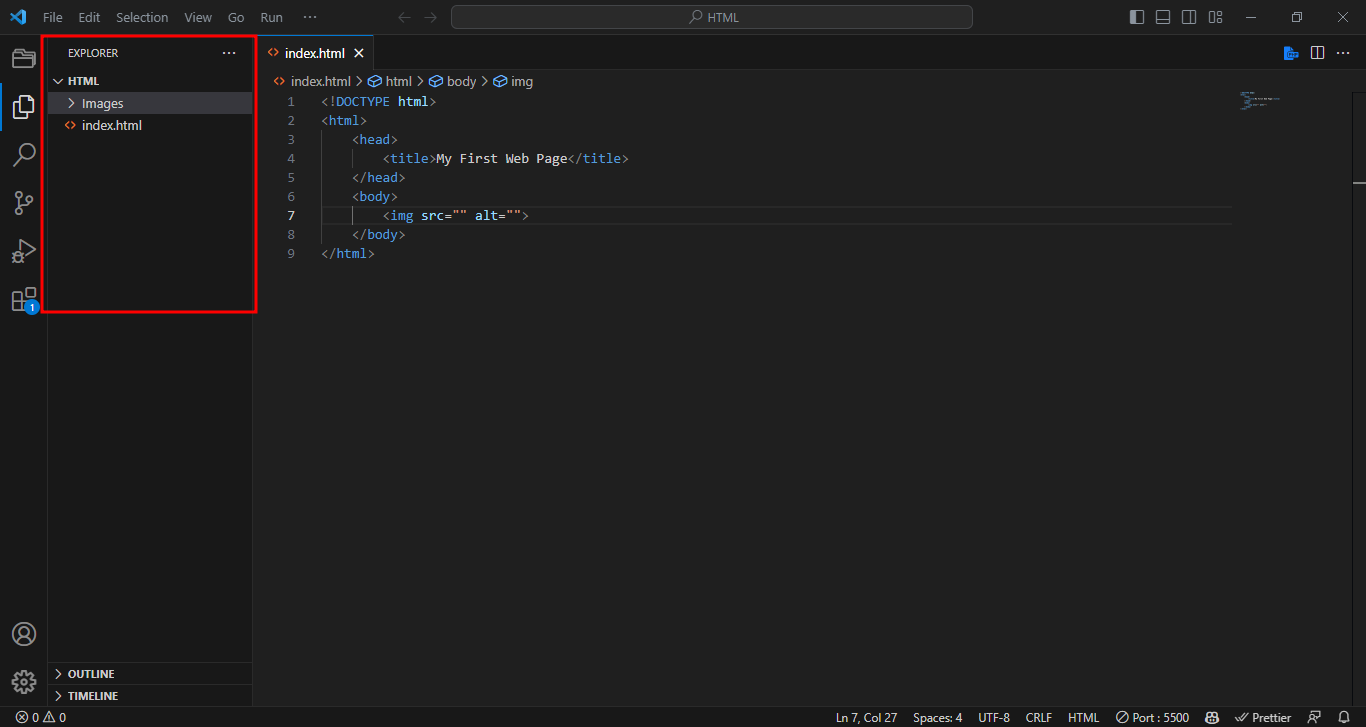 File Edit Selection View Go Run ··· HTML
EXPLORER ···
HTML
Images
index.html
1
index.html
index.html > html > body > img
1 <!DOCTYPE html>
2 <html>
3 <head>
4 <title>My First Web Page</title>
5 </head>
6 <body>
7 <img src="" alt="">
8 </body>
9 </html>
OUTLINE
TIMELINE
0 0 Ln 7, Col 27 Spaces: 4 UTF-8 CRLF HTML Port : 5500 Prettier